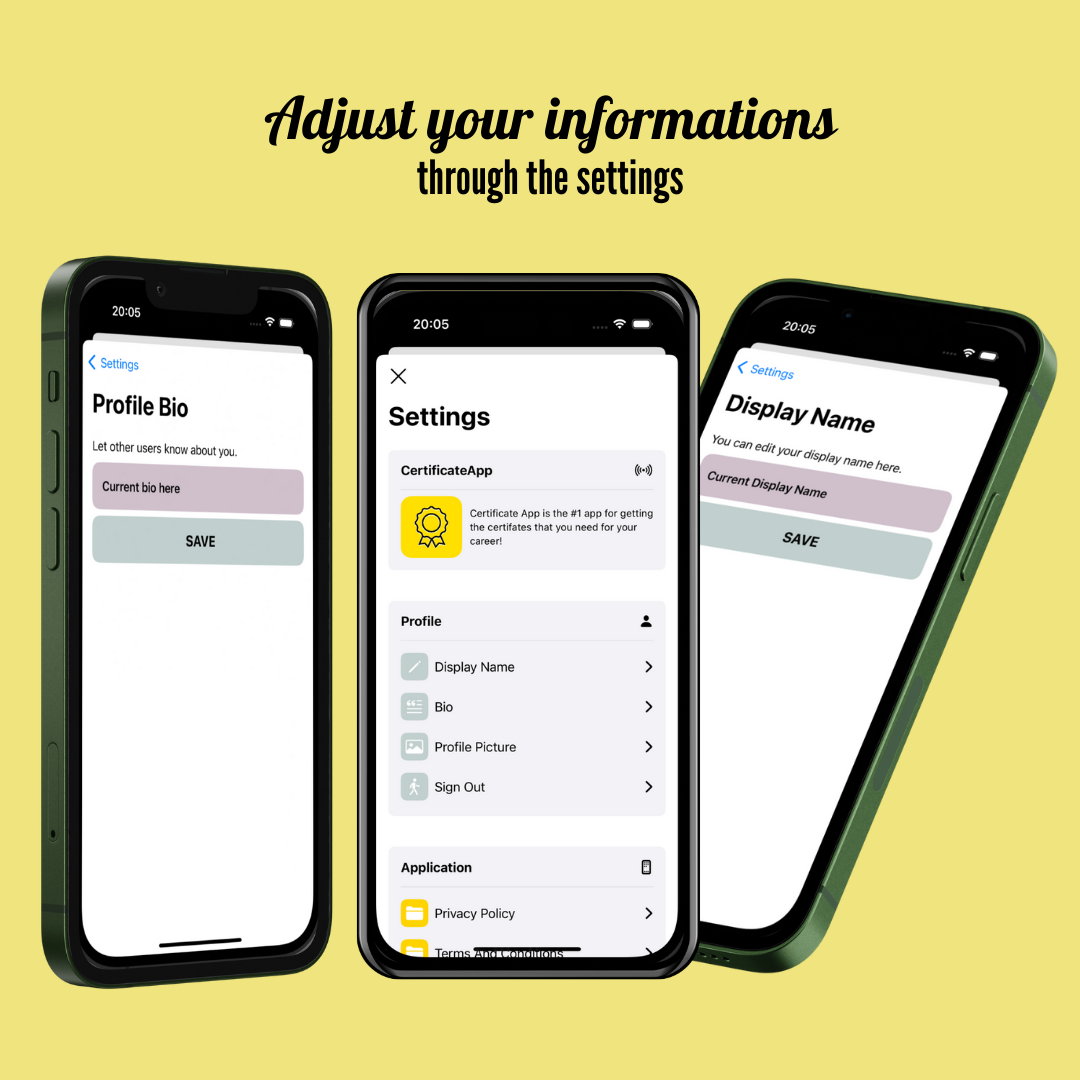 Adjust your informations
through the settings
20:05
Settings
Profile Bio
Let other users know about you.
Current bio here
SAVE
20:05
Settings
CertificateApp
Certificate App is the #1 app for getting
the certifates that you need for your
career!
Profile
Display Name
Bio
Profile Picture
Sign Out
Application
Privacy Policy
Terms And Conditions
20:05
Settings
Display Name
You can edit your display name here.
Current Display Name
SAVE